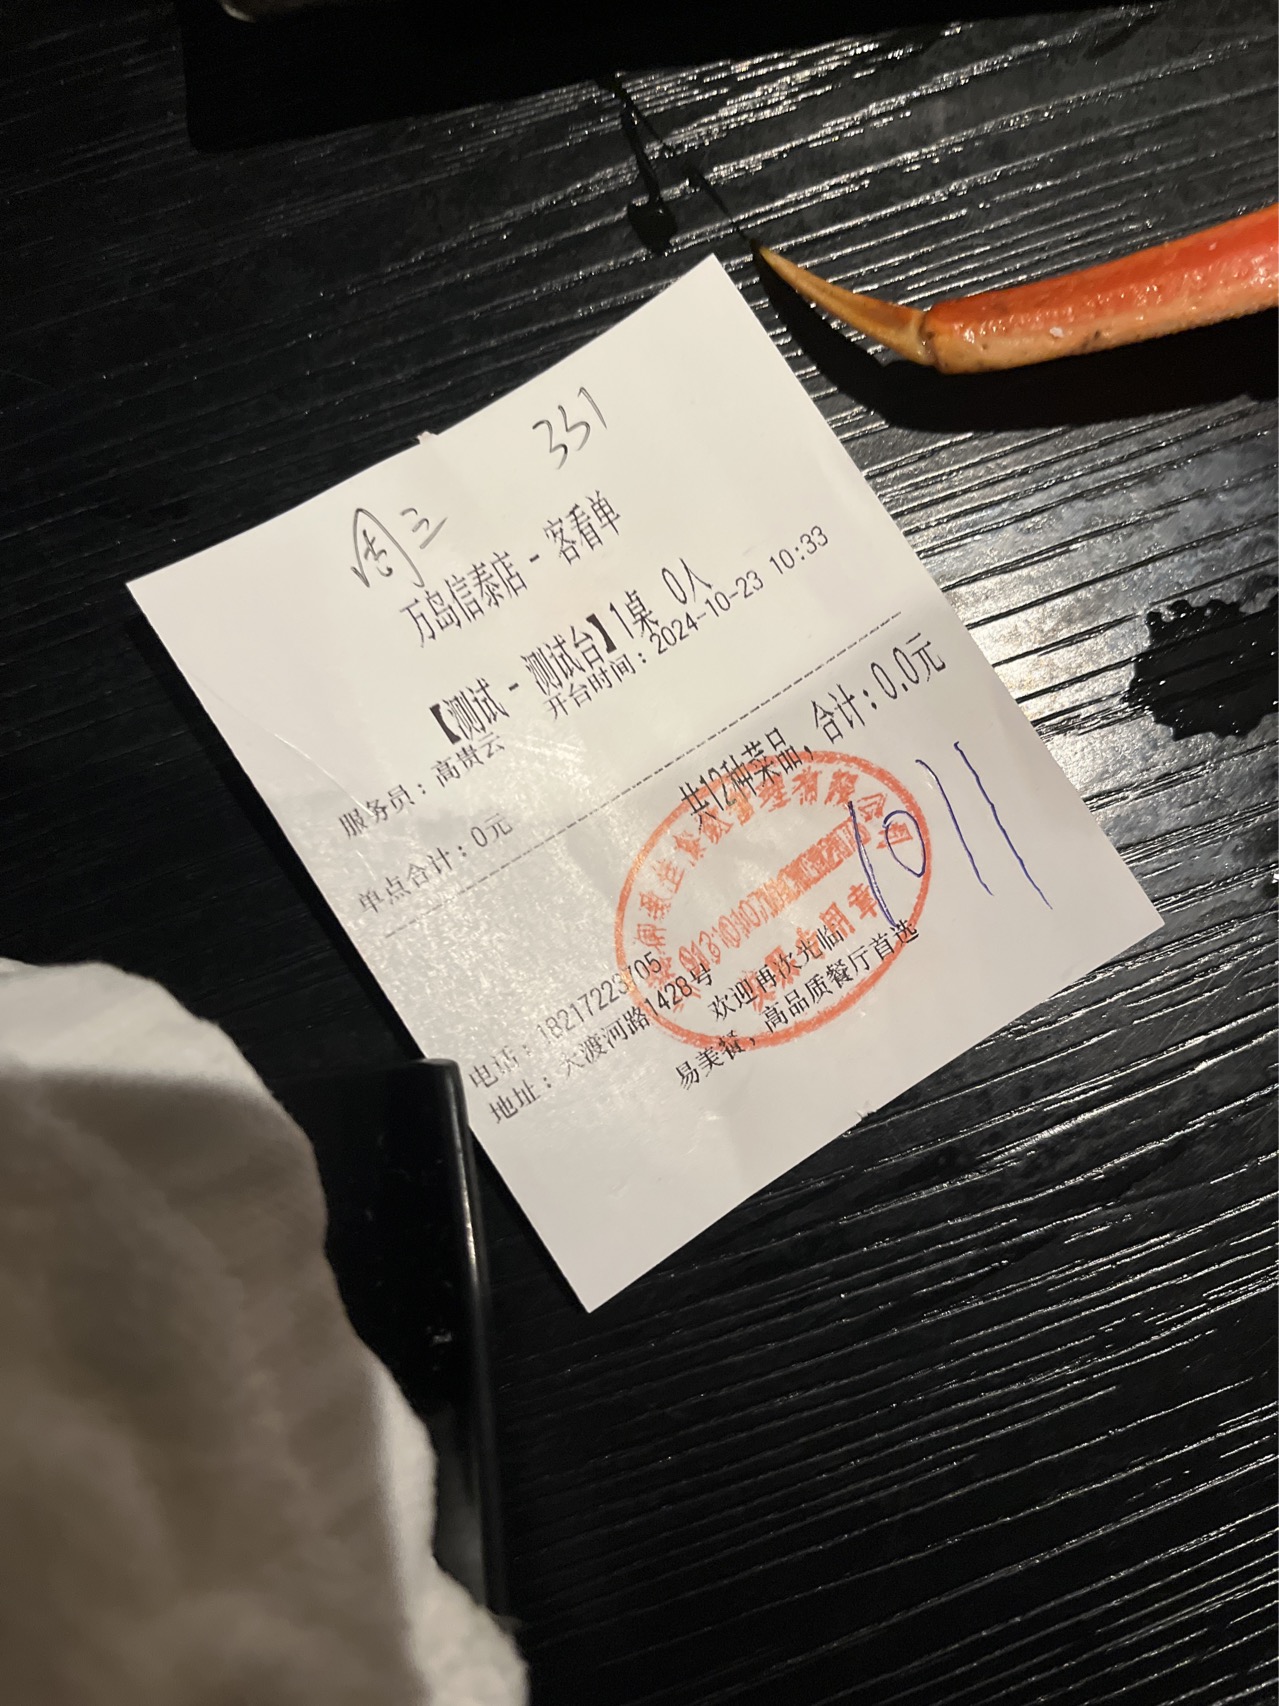 351
周三
万岛信泰店 - 客看单
【测试 - 测试台】1桌 0人
开台时间：2024-10-23 10:33
服务员：高贵云
单点合计：0元
共12种菜品，合计：0.0元
1011
电话：18217223705
地址：大渡河路1428号
欢迎再次光临
易美餐，高品质餐厅首选